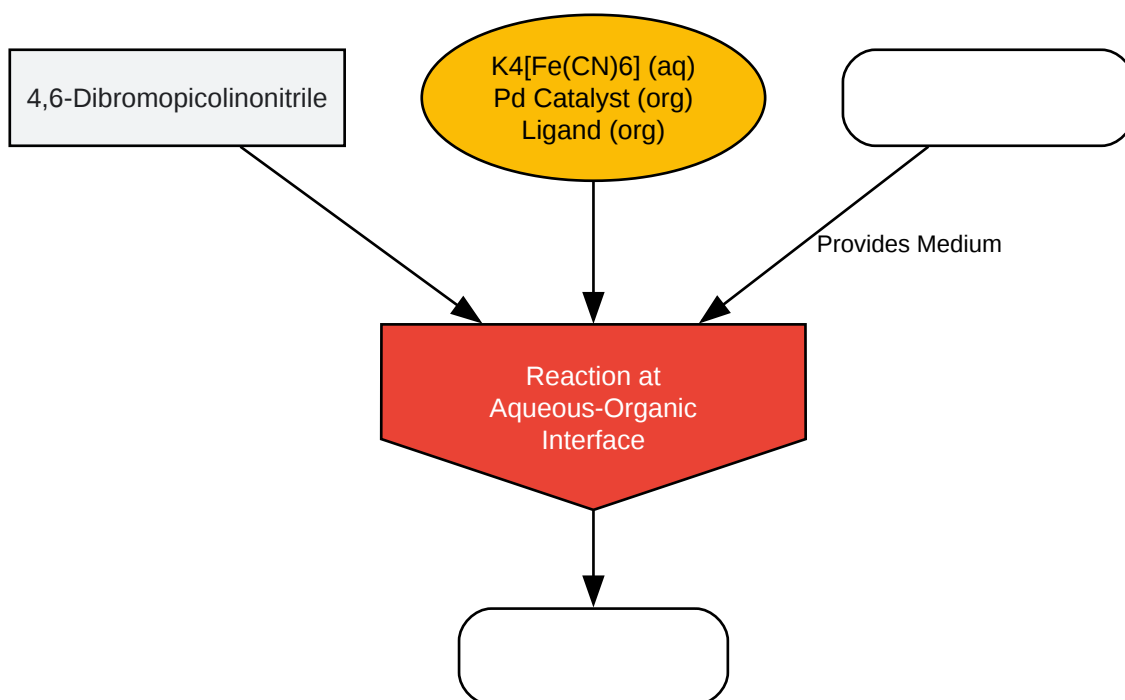 4,6-Dibromopicolinonitrile
K4[Fe(CN)6] (aq)
Pd Catalyst (org)
Ligand (org)
Provides Medium
Reaction at
Aqueous-Organic
Interface